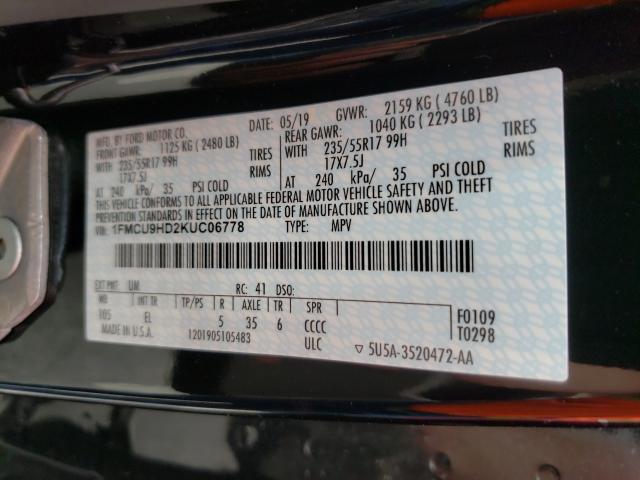 MFD. BY FORD MOTOR CO.
DATE: 05/19 GVWR: 2159 KG ( 4760 LB)
FRONT GAWR: 1125 KG ( 2480 LB)
REAR GAWR: 1040 KG ( 2293 LB)
WITH 235/55R17 99H TIRES
WITH 235/55R17 99H TIRES
17X7.5J RIMS
17X7.5J RIMS
AT 240 kPa/ 35 PSI COLD
AT 240 kPa/ 35 PSI COLD
THIS VEHICLE CONFORMS TO ALL APPLICABLE FEDERAL MOTOR VEHICLE SAFETY AND THEFT
PREVENTION STANDARDS IN EFFECT ON THE DATE OF MANUFACTURE SHOWN ABOVE.
VIN: 1FMCU9HD2KUC06778 TYPE: MPV
EXT PNT: UM RC: 41 DSO:
WB INT TR TP/PS R AXLE TR SPR
105 EL 5 35 6 CCCC F0109
MADE IN U.S.A. 1201905105483 ULC T0298
5U5A-3520472-AA